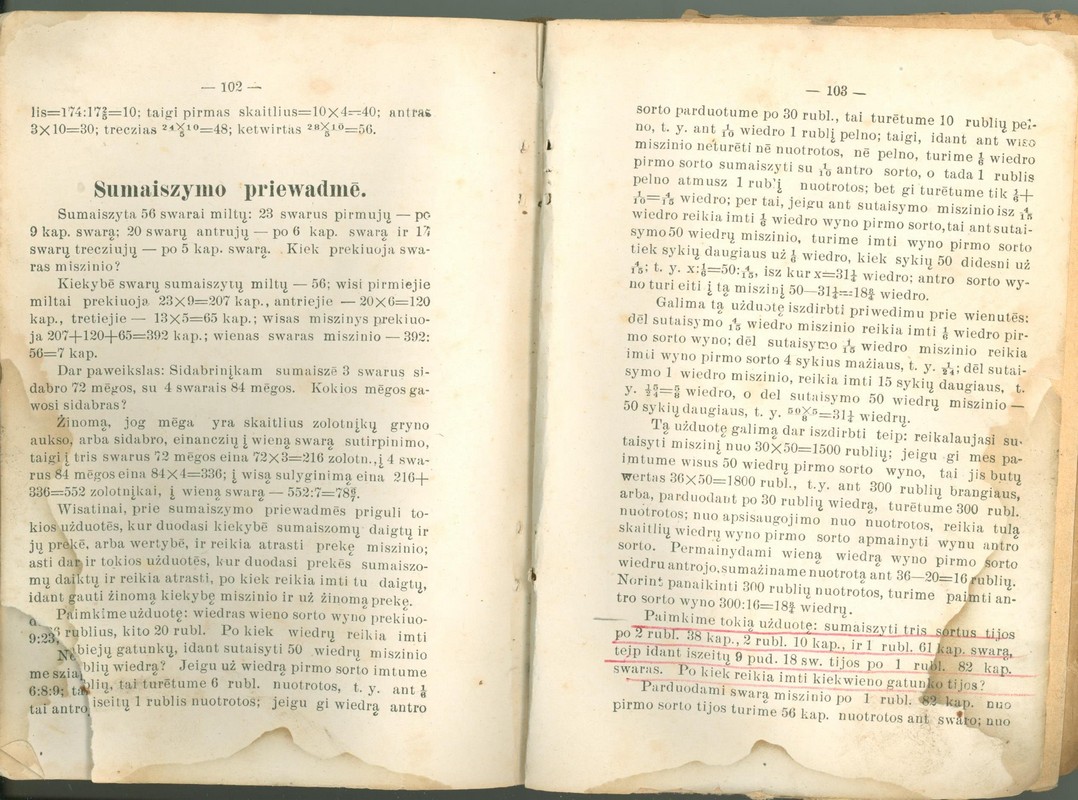 — 102 —
lis=174:17⅖=10; taigi pirmas skaitlius=10×4=40; antras
3×10=30; treczias ²⁴×¹⁰/₅=48; ketwirtas ²⁸×¹⁰/₅=56.
Sumaiszymo priewadmē.
Sumaiszyta 56 swarai miltų: 23 swarus pirmujų — po
9 kap. swarą; 20 swarų antrujų — po 6 kap. swarą ir 13
swarų trecziujų — po 5 kap. swarą. Kiek prekiuoja swa-
ras miszinio?
Kiekybē swarų sumaiszytų miltų — 56; wisi pirmiejie
miltai prekiuoja 23×9=207 kap., antriejie — 20×6=120
kap., tretiejie — 13×5=65 kap.; wisas miszinys prekiuo-
ja 207+120+65=392 kap.; wienas swaras miszinio — 392:
56=7 kap.
Dar paweikslas: Sidabrinįkam sumaiszē 3 swarus si-
dabro 72 mēgos, su 4 swarais 84 mēgos. Kokios mēgos ga-
wosi sidabras?
Žinomą, jog mēga yra skaitlius zolotnįkų gryno
aukso, arba sidabro, einanczių į wieną swarą sutirpinimo,
taigi į tris swarus 72 mēgos eina 72×3=216 zolotn., į 4 swa-
rus 84 mēgos eina 84×4=336; į wisą sulyginimą eina 216+
336=552 zolotnįkai, į wieną swarą — 552:7=78⁶/₇.
Wisatinai, prie sumaiszymo priewadmēs priguli to-
kios užduotēs, kur duodasi kiekybē sumaiszomų daigtų ir
jų prekē, arba wertybē, ir reikia atrasti prekę miszinio;
asti dar ir tokios užduotēs, kur duodasi prekēs sumaiszo-
mų daiktų ir reikia atrasti, po kiek reikia imti tu daigtų,
idant gauti žinomą kiekybę miszinio ir už žinomą prekę.
Paimkime užduotę: wiedras wieno sorto wyno prekiuo-
rublius, kito 20 rubl. Po kiek wiedrų reikia imti
abiejų gatunkų, idant sutaisyti 50 wiedrų miszinio
blių wiedrą? Jeigu už wiedrą pirmo sorto imtume
blių, tai turētume 6 rubl. nuotrotos, t. y. ant ⅙
iseitų 1 rublis nuotrotos; jeigu gi wiedrą antro
9:23,
me szia
6:8:9;
tai antro
— 103 —
sorto parduotume po 30 rubl., tai turētume 10 rublių pel-
no, t. y. ant ¹/₁₀ wiedro 1 rublį pelno; taigi, idant ant wiso
miszinio neturēti nē nuotrotos, nē pelno, turime ⅙ wiedro
pirmo sorto sumaiszyti su ¹/₁₀ antro sorto, o tada 1 rublis
pelno atmusz 1 rublį nuotrotos; bet gi turētume tik ⅙+
¹/₁₀=⁴/₁₅ wiedro; per tai, jeigu ant sutaisymo miszinio isz ⁴/₁₅
wiedro reikia imti ⅙ wiedro wyno pirmo sorto, tai ant sutai-
symo 50 wiedrų miszinio, turime imti wyno pirmo sorto
tiek sykių daugiaus už ⅙ wiedro, kiek sykių 50 didesni už
⁴/₁₅; t. y. x:⅙=50:⁴/₁₅, isz kur x=31¼ wiedro; antro sorto wy-
no turi eiti į tą miszinį 50—31¼=18¾ wiedro.
Galima tą užduotę iszdirbti priwedimu prie wienutēs:
dēl sutaisymo ⁴/₁₅ wiedro miszinio reikia imti ⅙ wiedro pir-
mo sorto wyno; dēl sutaisymo ¹/₁₅ wiedro miszinio reikia
imti wyno pirmo sorto 4 sykius mažiaus, t. y. ¹/₂₄; dēl sutai-
symo 1 wiedro miszinio, reikia imti 15 sykių daugiaus, t.
y. ¹⁵/₂₄=⅝ wiedro, o dēl sutaisymo 50 wiedrų miszinio —
50 sykių daugiaus, t. y. ⁵⁰×⁵/₈=31¼ wiedrų.
Tą užduotę galimą dar iszdirbti teip: reikalaujasi su-
taisyti miszinį nuo 30×50=1500 rublių; jeigu gi mes pa-
imtume wisus 50 wiedrų pirmo sorto wyno, tai jis butų
wertas 36×50=1800 rubl., t.y. ant 300 rublių brangiaus,
arba, parduodant po 30 rublių wiedrą, turētume 300 rubl.
nuotrotos; nuo apsisaugojimo nuo nuotrotos, reikia tulą
skaitlių wiedrų wyno pirmo sorto apmainyti wynu antro
sorto. Permainydami wieną wiedrą wyno pirmo sorto
wiedru antrojo, sumažiname nuotrotą ant 36—20=16 rublių.
Norint panaikinti 300 rublių nuotrotos, turime paimti an-
tro sorto wyno 300:16=18¾ wiedrų.
Paimkime tokią užduotę: sumaiszyti tris sortus tijos
po 2 rubl. 38 kap., 2 rubl. 10 kap., ir 1 rubl. 61 kap. swarą,
teip idant iszeitų 9 pud. 18 sw. tijos po 1 rubl. 82 kap.
swaras. Po kiek reikia imti kiekwieno gatunko tijos?
Parduodami swarą miszinio po 1 rubl. 82 kap. nuo
pirmo sorto tijos turime 56 kap. nuotrotos ant swaro; nuo